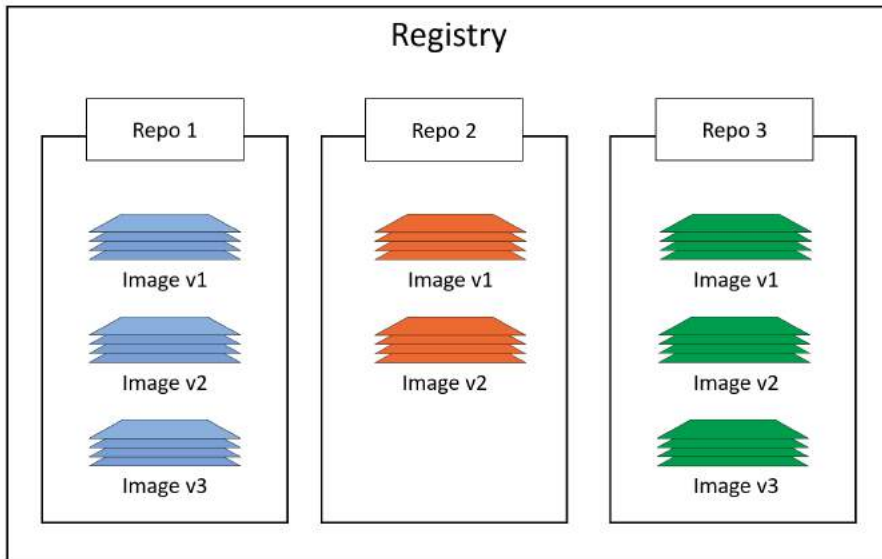 Registry
Repo 1
Repo 2
Repo 3
Image v1
Image v1
Image v1
Image v2
Image v2
Image v2
Image v3
Image v3